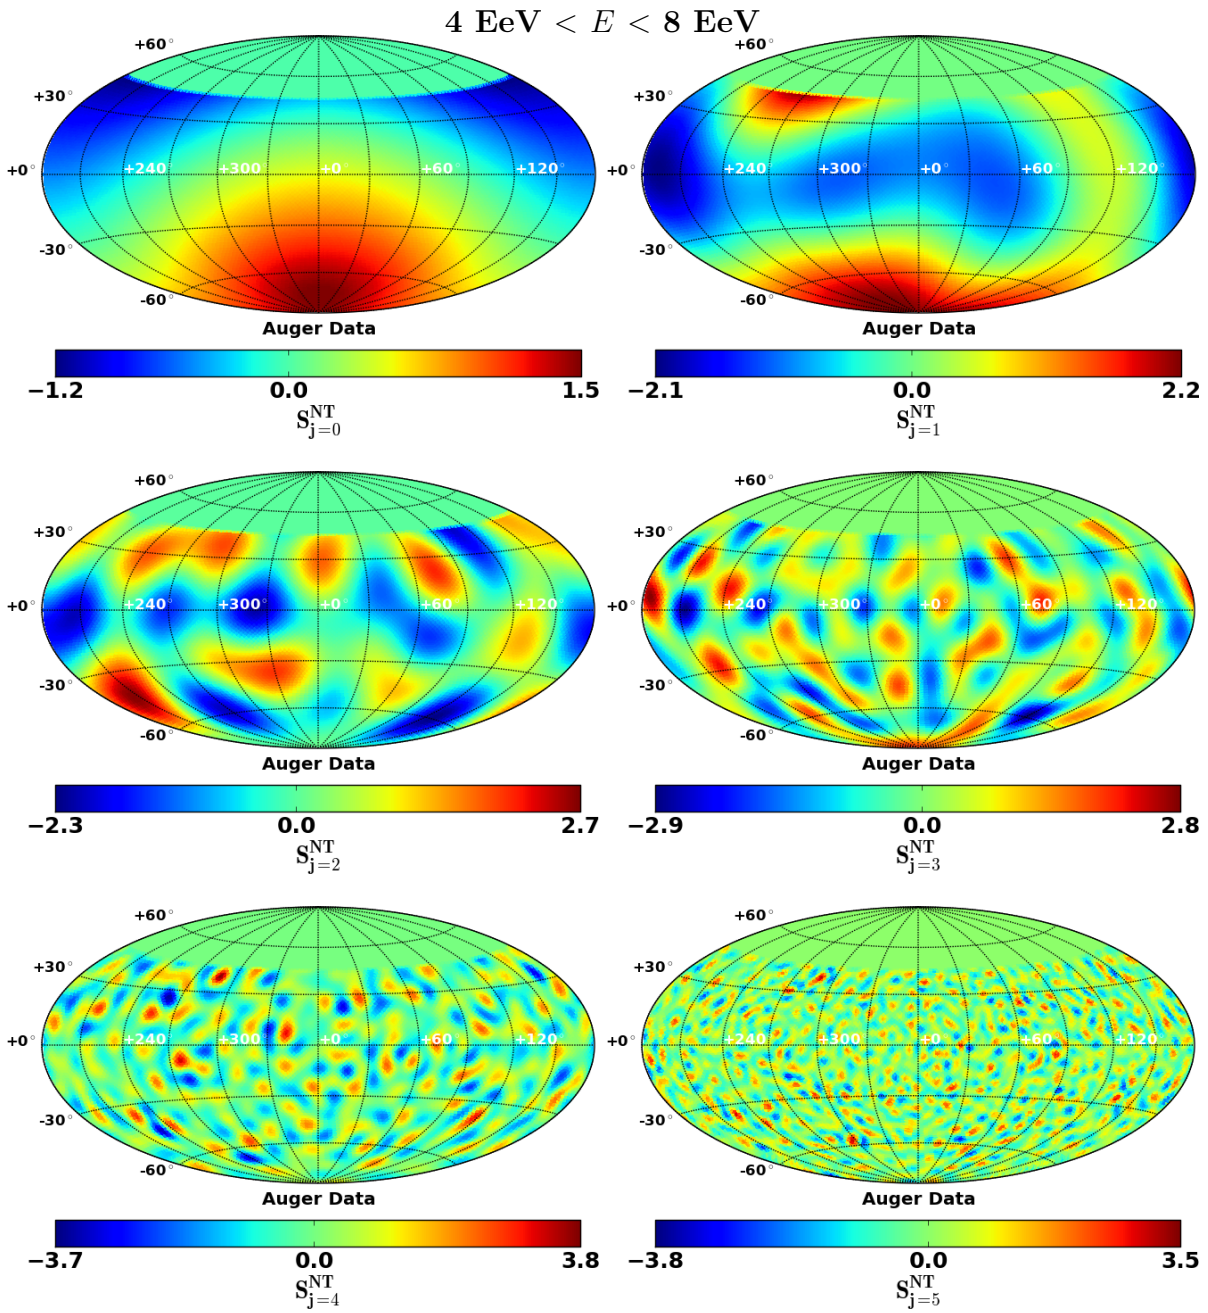 4 EeV < E < 8 EeV
+60° +60°
+30° +30°
+0° +240° +300° +0° +60° +120° +0° +240° +300° +0° +60° +120°
-30° -30°
-60° -60°
Auger Data Auger Data
−1.2 0.0 1.5 −2.1 0.0 2.2
S^NT_j=0 S^NT_j=1
+60° +60°
+30° +30°
+0° +240° +300° +0° +60° +120° +0° +240° +300° +0° +60° +120°
-30° -30°
-60° -60°
Auger Data Auger Data
−2.3 0.0 2.7 −2.9 0.0 2.8
S^NT_j=2 S^NT_j=3
+60° +60°
+30° +30°
+0° +240° +300° +0 +60° +120° +0° +240° +300° +0 +60° +120°
-30° -30°
-60° -60°
Auger Data Auger Data
−3.7 0.0 3.8 −3.8 0.0 3.5
S^NT_j=4 S^NT_j=5